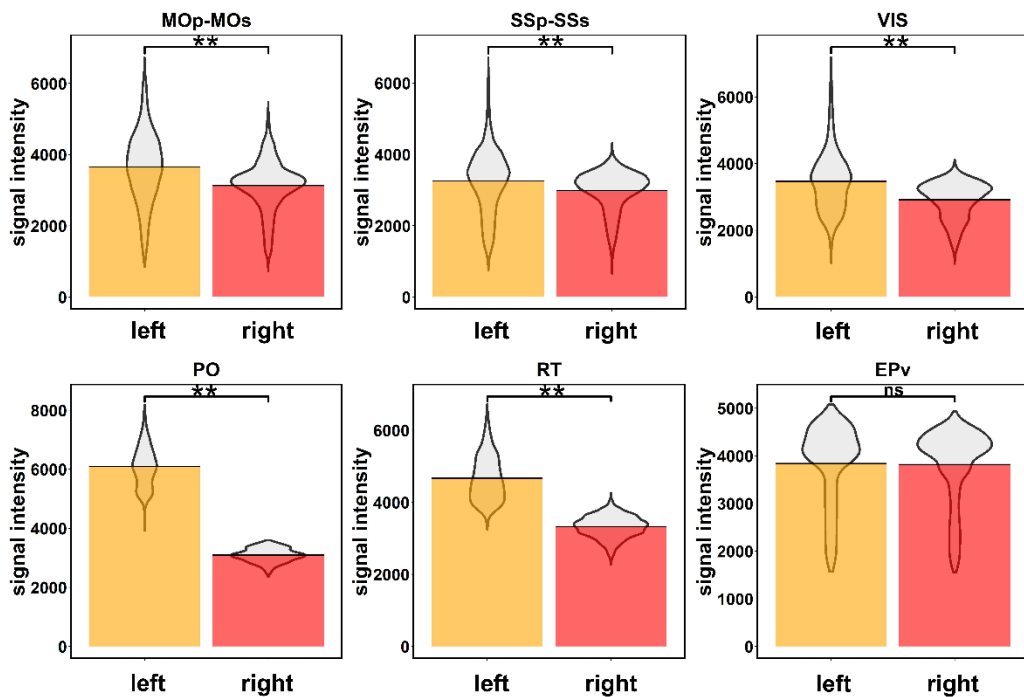 MOp-MOs
**
signal intensity
6000
4000
2000
0
left right
SSp-SSs
**
signal intensity
6000
4000
2000
0
left right
VIS
**
signal intensity
6000
4000
2000
0
left right
PO
**
signal intensity
8000
6000
4000
2000
0
left right
RT
**
signal intensity
6000
4000
2000
0
left right
EPv
ns
signal intensity
5000
4000
3000
2000
1000
0
left right